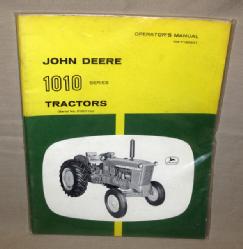 OPERATOR'S MANUAL
JOHN DEERE
1010 SERIES
TRACTORS